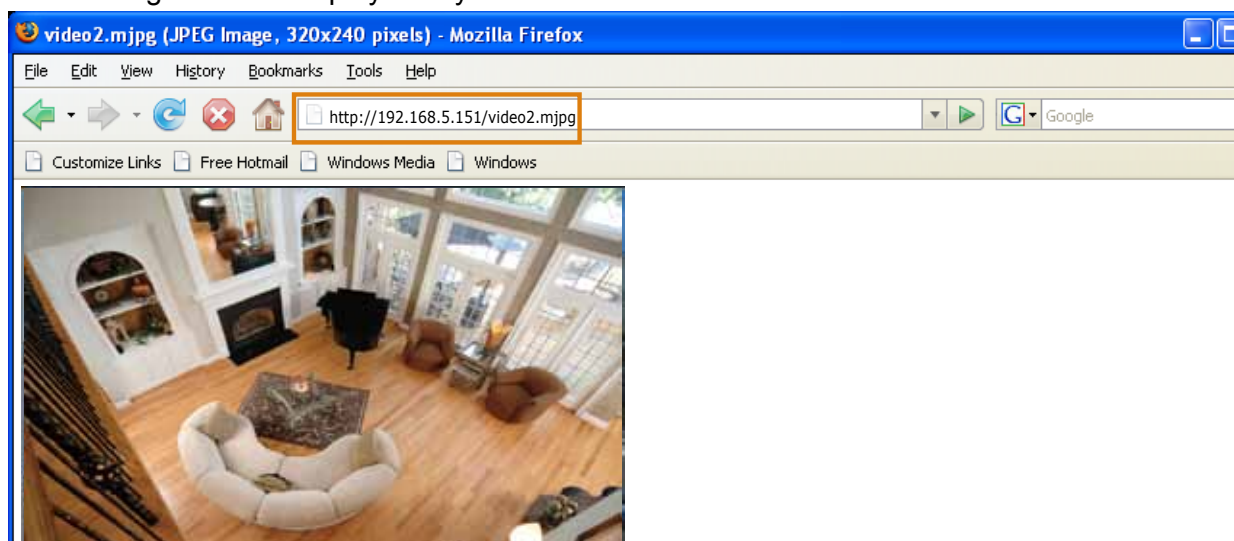 video2.mjpg (JPEG Image, 320x240 pixels) - Mozilla Firefox
File Edit View History Bookmarks Tools Help
http://192.168.5.151/video2.mjpg G Google
Customize Links Free Hotmail Windows Media Windows